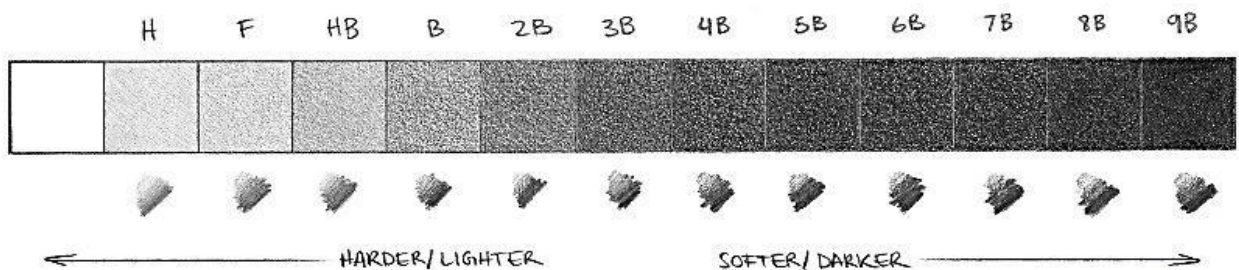 H F HB B 2B 3B 4B 5B 6B 7B 8B 9B
HARDER/LIGHTER SOFTER/DARKER